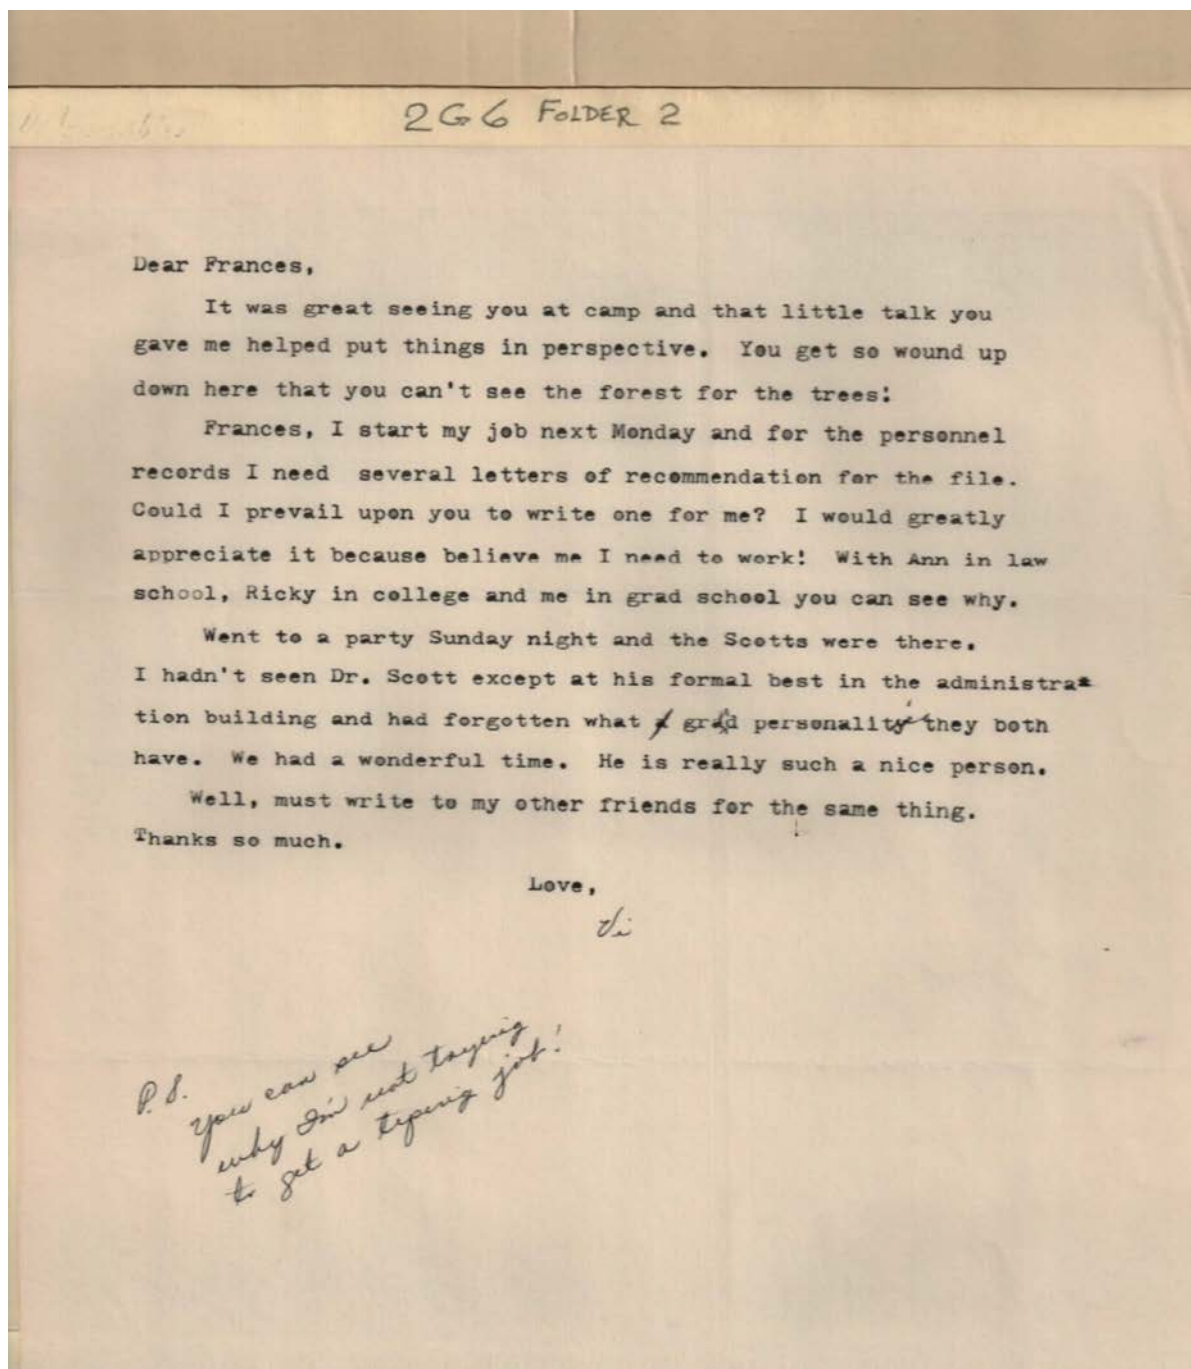 2G6 FOLDER 2
Dear Frances,
It was great seeing you at camp and that little talk you
gave me helped put things in perspective. You get so wound up
down here that you can't see the forest for the trees!
Frances, I start my job next Monday and for the personnel
records I need several letters of recommendation for the file.
Could I prevail upon you to write one for me? I would greatly
appreciate it because believe me I need to work! With Ann in law
school, Ricky in college and me in grad school you can see why.
Went to a party Sunday night and the Scotts were there.
I hadn't seen Dr. Scott except at his formal best in the administra-
tion building and had forgotten what personality they both
have. We had a wonderful time. He is really such a nice person.
Well, must write to my other friends for the same thing.
Thanks so much.
Love,
Vi
P.S.
you can see
why I'm not trying
to get a typing job!